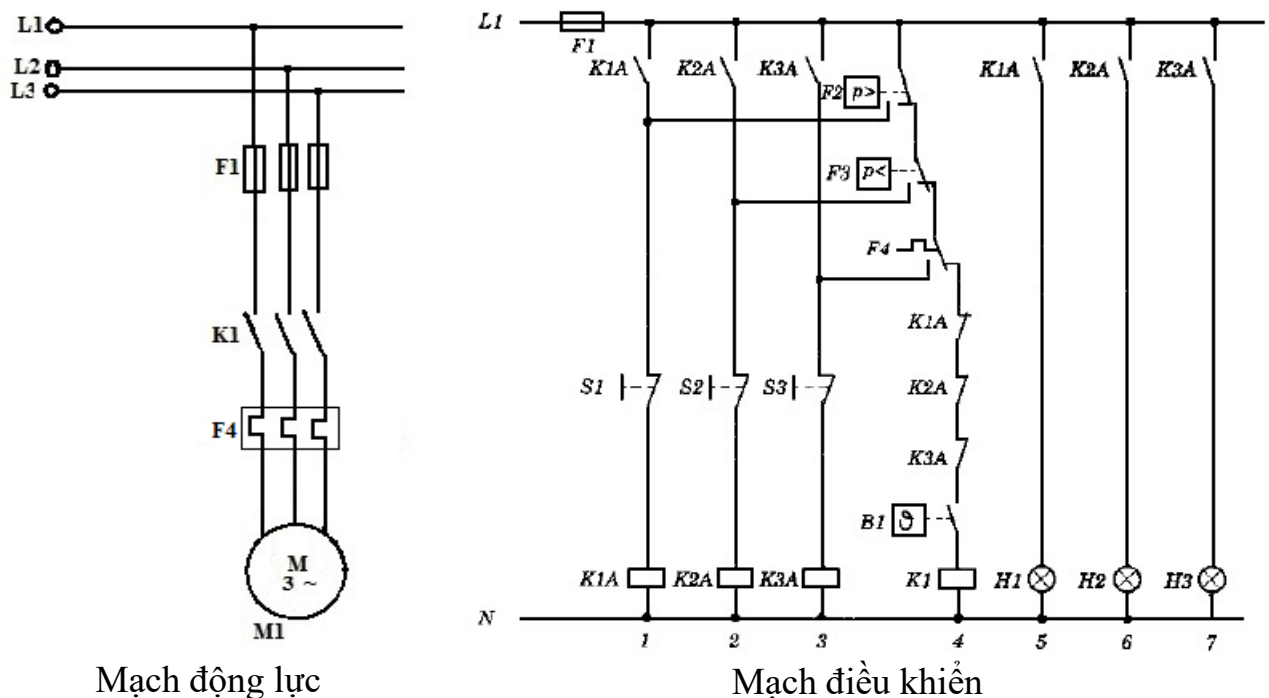 L1
L2
L3
F1
K1
F4
M
3 ~
M1
Mạch động lực
L1
F1
K1A K2A K3A K1A K2A K3A
F2 p>
F3 p<
F4
K1A
S1 S2 S3 K2A
K3A
B1 ϑ
K1A K2A K3A K1 H1 H2 H3
N
1 2 3 4 5 6 7
Mạch điều khiển